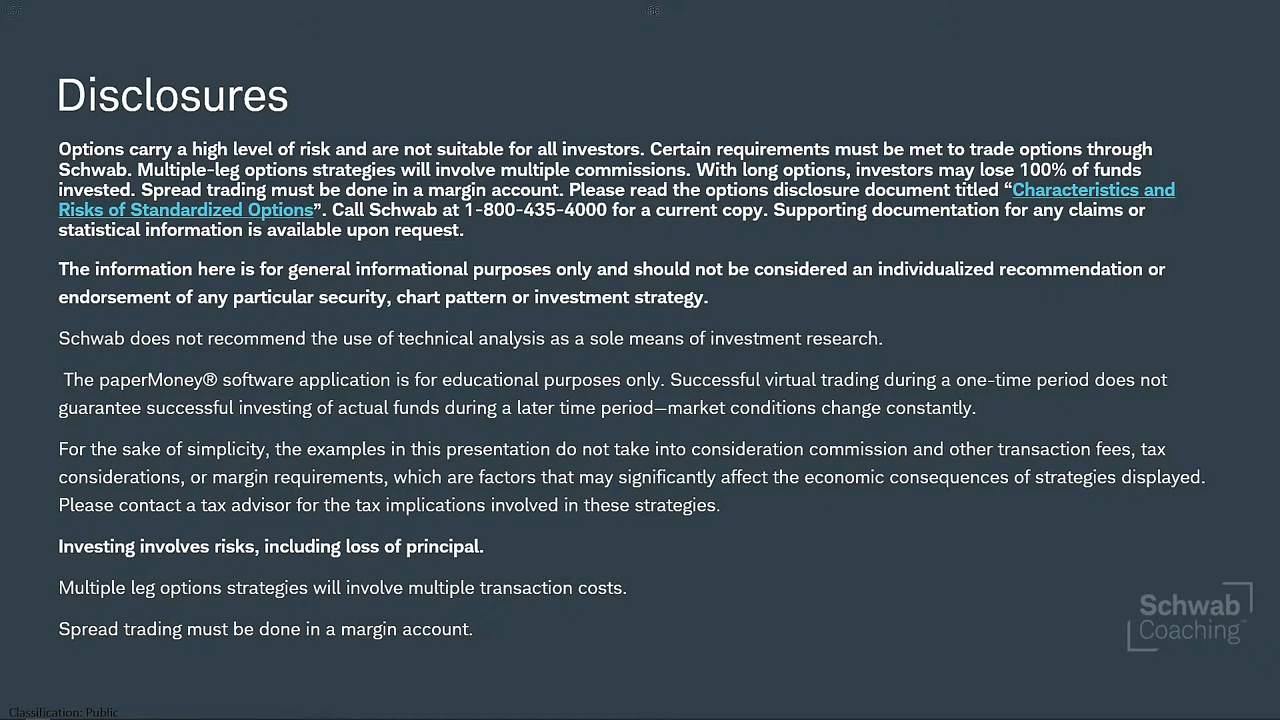 Disclosures
Options carry a high level of risk and are not suitable for all investors. Certain requirements must be met to trade options through
Schwab. Multiple-leg options strategies will involve multiple commissions. With long options, investors may lose 100% of funds
invested. Spread trading must be done in a margin account. Please read the options disclosure document titled “Characteristics and
Risks of Standardized Options”. Call Schwab at 1-800-435-4000 for a current copy. Supporting documentation for any claims or
statistical information is available upon request.
The information here is for general informational purposes only and should not be considered an individualized recommendation or
endorsement of any particular security, chart pattern or investment strategy.
Schwab does not recommend the use of technical analysis as a sole means of investment research.
The paperMoney® software application is for educational purposes only. Successful virtual trading during a one-time period does not
guarantee successful investing of actual funds during a later time period—market conditions change constantly.
For the sake of simplicity, the examples in this presentation do not take into consideration commission and other transaction fees, tax
considerations, or margin requirements, which are factors that may significantly affect the economic consequences of strategies displayed.
Please contact a tax advisor for the tax implications involved in these strategies.
Investing involves risks, including loss of principal.
Multiple leg options strategies will involve multiple transaction costs.
Spread trading must be done in a margin account.
Schwab
Coaching™
Classification: Public